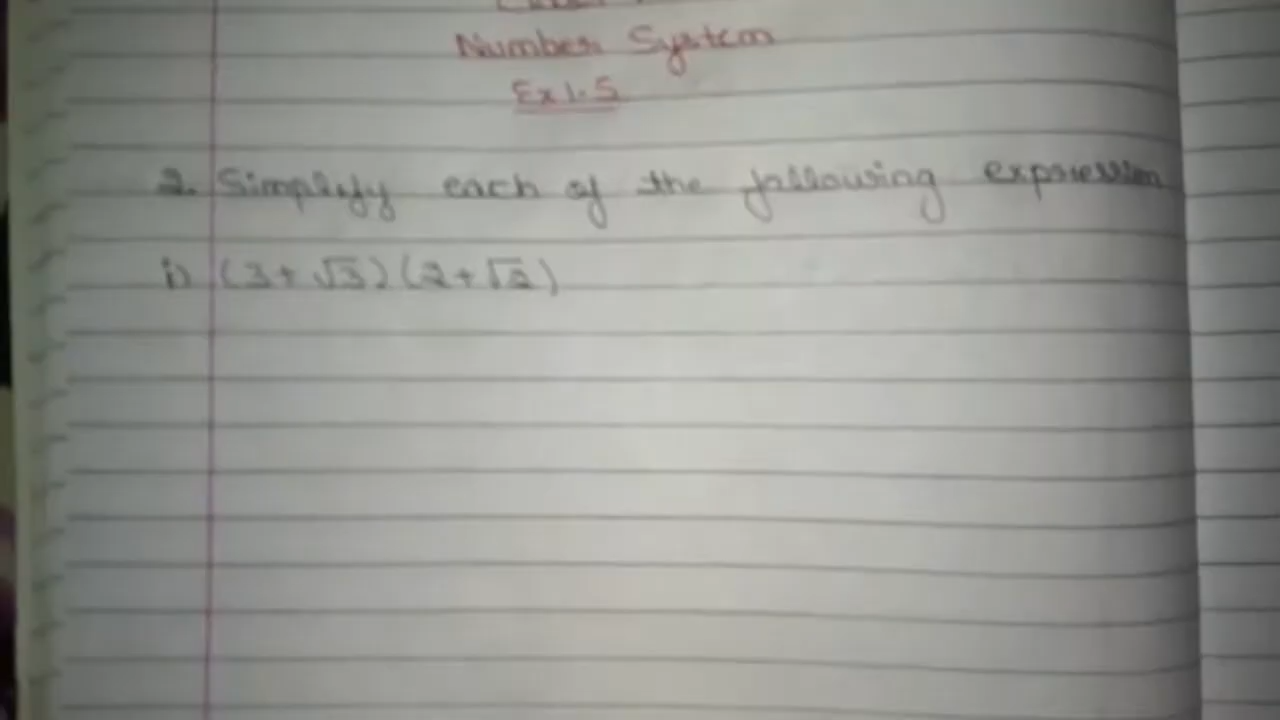 Number System
Ex 1.5
2. Simplify each of the following expression
i) (3+√3)(2+√2)